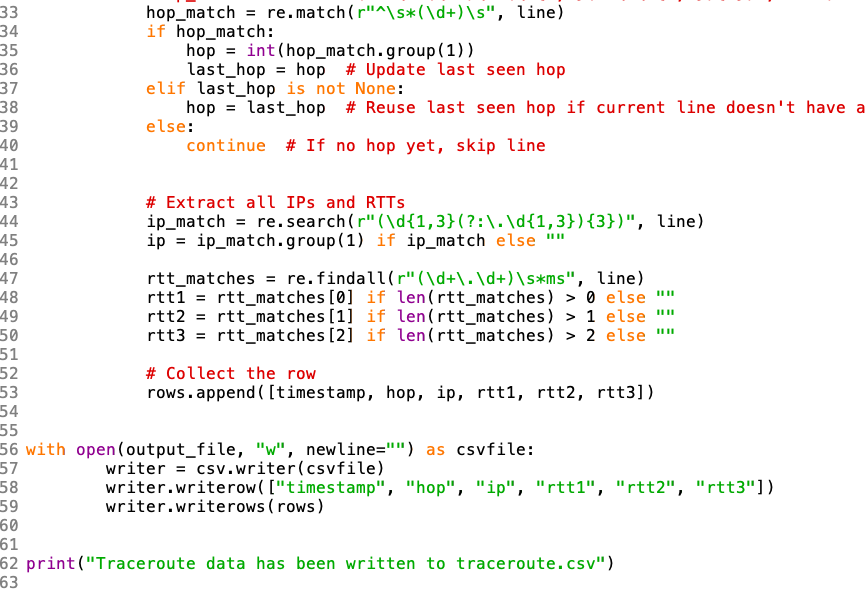 33 hop_match = re.match(r"^\s*(\d+)\s", line)
34 if hop_match:
35 hop = int(hop_match.group(1))
36 last_hop = hop  # Update last seen hop
37 elif last_hop is not None:
38 hop = last_hop  # Reuse last seen hop if current line doesn't have a
39 else:
40 continue  # If no hop yet, skip line
41
42
43 # Extract all IPs and RTTs
44 ip_match = re.search(r"(\d{1,3}(?:\.\d{1,3}){3})", line)
45 ip = ip_match.group(1) if ip_match else ""
46
47 rtt_matches = re.findall(r"(\d+\.\d+)\s*ms", line)
48 rtt1 = rtt_matches[0] if len(rtt_matches) > 0 else ""
49 rtt2 = rtt_matches[1] if len(rtt_matches) > 1 else ""
50 rtt3 = rtt_matches[2] if len(rtt_matches) > 2 else ""
51
52 # Collect the row
53 rows.append([timestamp, hop, ip, rtt1, rtt2, rtt3])
54
55
56 with open(output_file, "w", newline="") as csvfile:
57 writer = csv.writer(csvfile)
58 writer.writerow(["timestamp", "hop", "ip", "rtt1", "rtt2", "rtt3"])
59 writer.writerows(rows)
60
61
62 print("Traceroute data has been written to traceroute.csv")
63